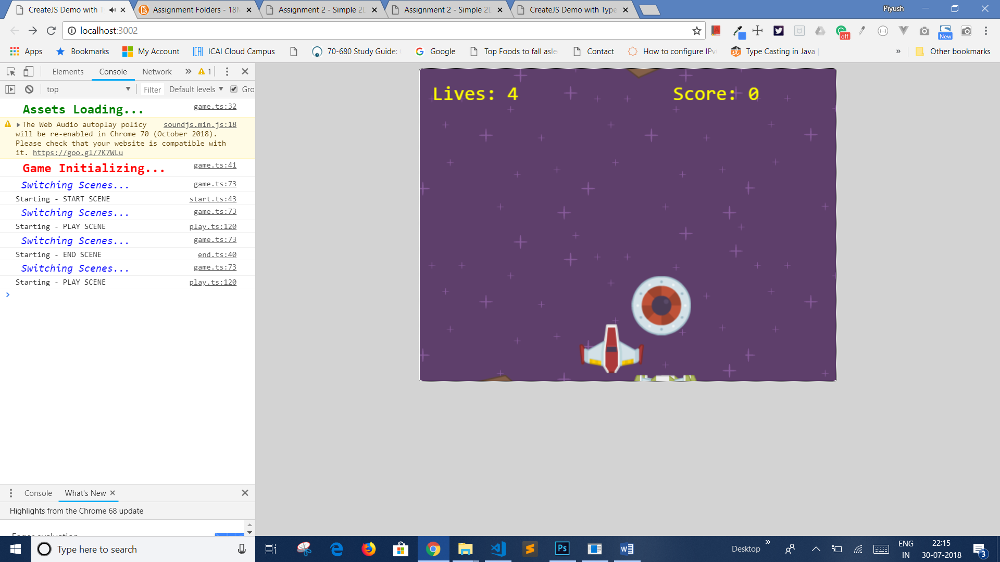 CreateJS Demo with T
Assignment Folders - 18M
Assignment 2 - Simple 2D
Assignment 2 - Simple 2D
CreateJS Demo with Type
Piyush
localhost:3002
off
New
Apps
Bookmarks
My Account
ICAI Cloud Campus
70-680 Study Guide:
Google
Top Foods to fall asle
Contact
How to configure IPv
Type Casting in Java |
»
Other bookmarks
Elements
Console
Network
»
1
top
Filter
Default levels
Gro
Assets Loading... game.ts:32
The Web Audio autoplay policy soundjs.min.js:18
will be re-enabled in Chrome 70 (October 2018).
Please check that your website is compatible with
it. https://goo.gl/7K7WLu
Game Initializing... game.ts:41
Switching Scenes... game.ts:73
Starting - START SCENE start.ts:43
Switching Scenes... game.ts:73
Starting - PLAY SCENE play.ts:120
Switching Scenes... game.ts:73
Starting - END SCENE end.ts:40
Switching Scenes... game.ts:73
Starting - PLAY SCENE play.ts:120
Lives: 4
Score: 0
Console
What's New
Highlights from the Chrome 68 update
Eager evaluation
Type here to search
Ps
Desktop
»
ENG
IN
22:15
30-07-2018
3